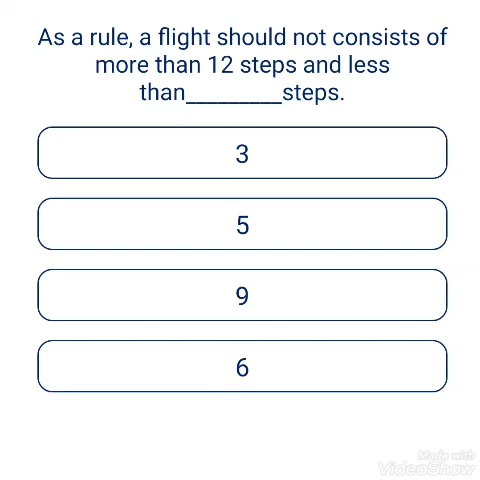 As a rule, a flight should not consists of
more than 12 steps and less
than_________steps.
3
5
9
6
Made with
VideoShow